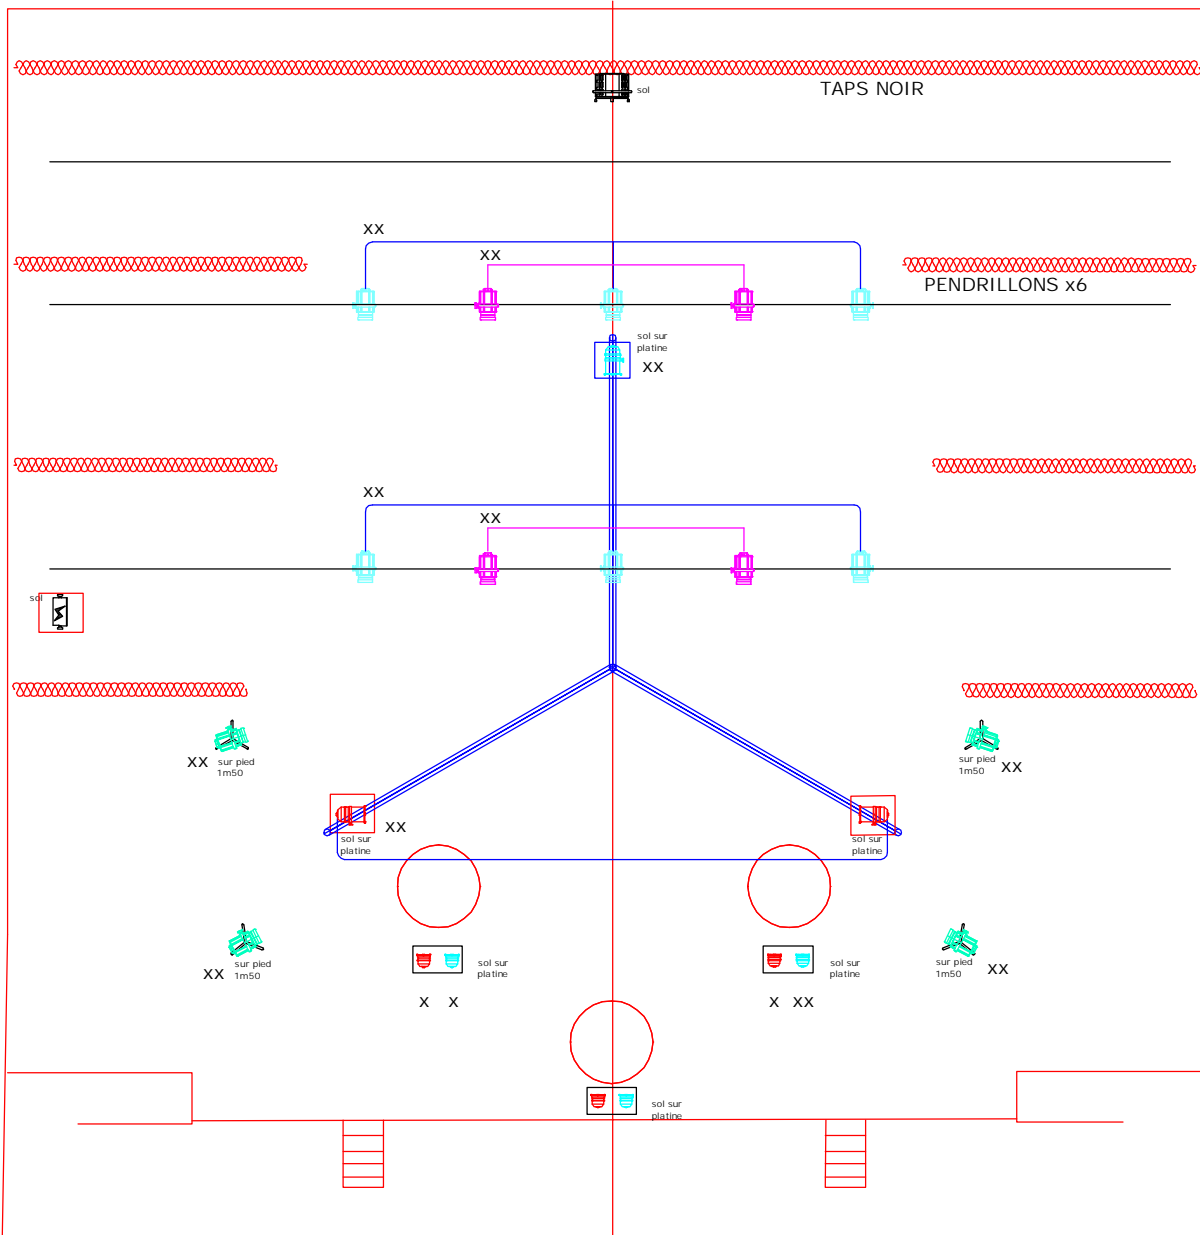 sol
TAPS NOIR
XX
XX
PENDRILLONS x6
sol sur
platine
XX
XX
XX
sol
XX
sur pied
1m50
sur pied
1m50
XX
XX
sol sur
platine
sol sur
platine
XX
sur pied
1m50
sol sur
platine
sol sur
platine
sur pied
1m50
XX
X X
X XX
sol sur
platine